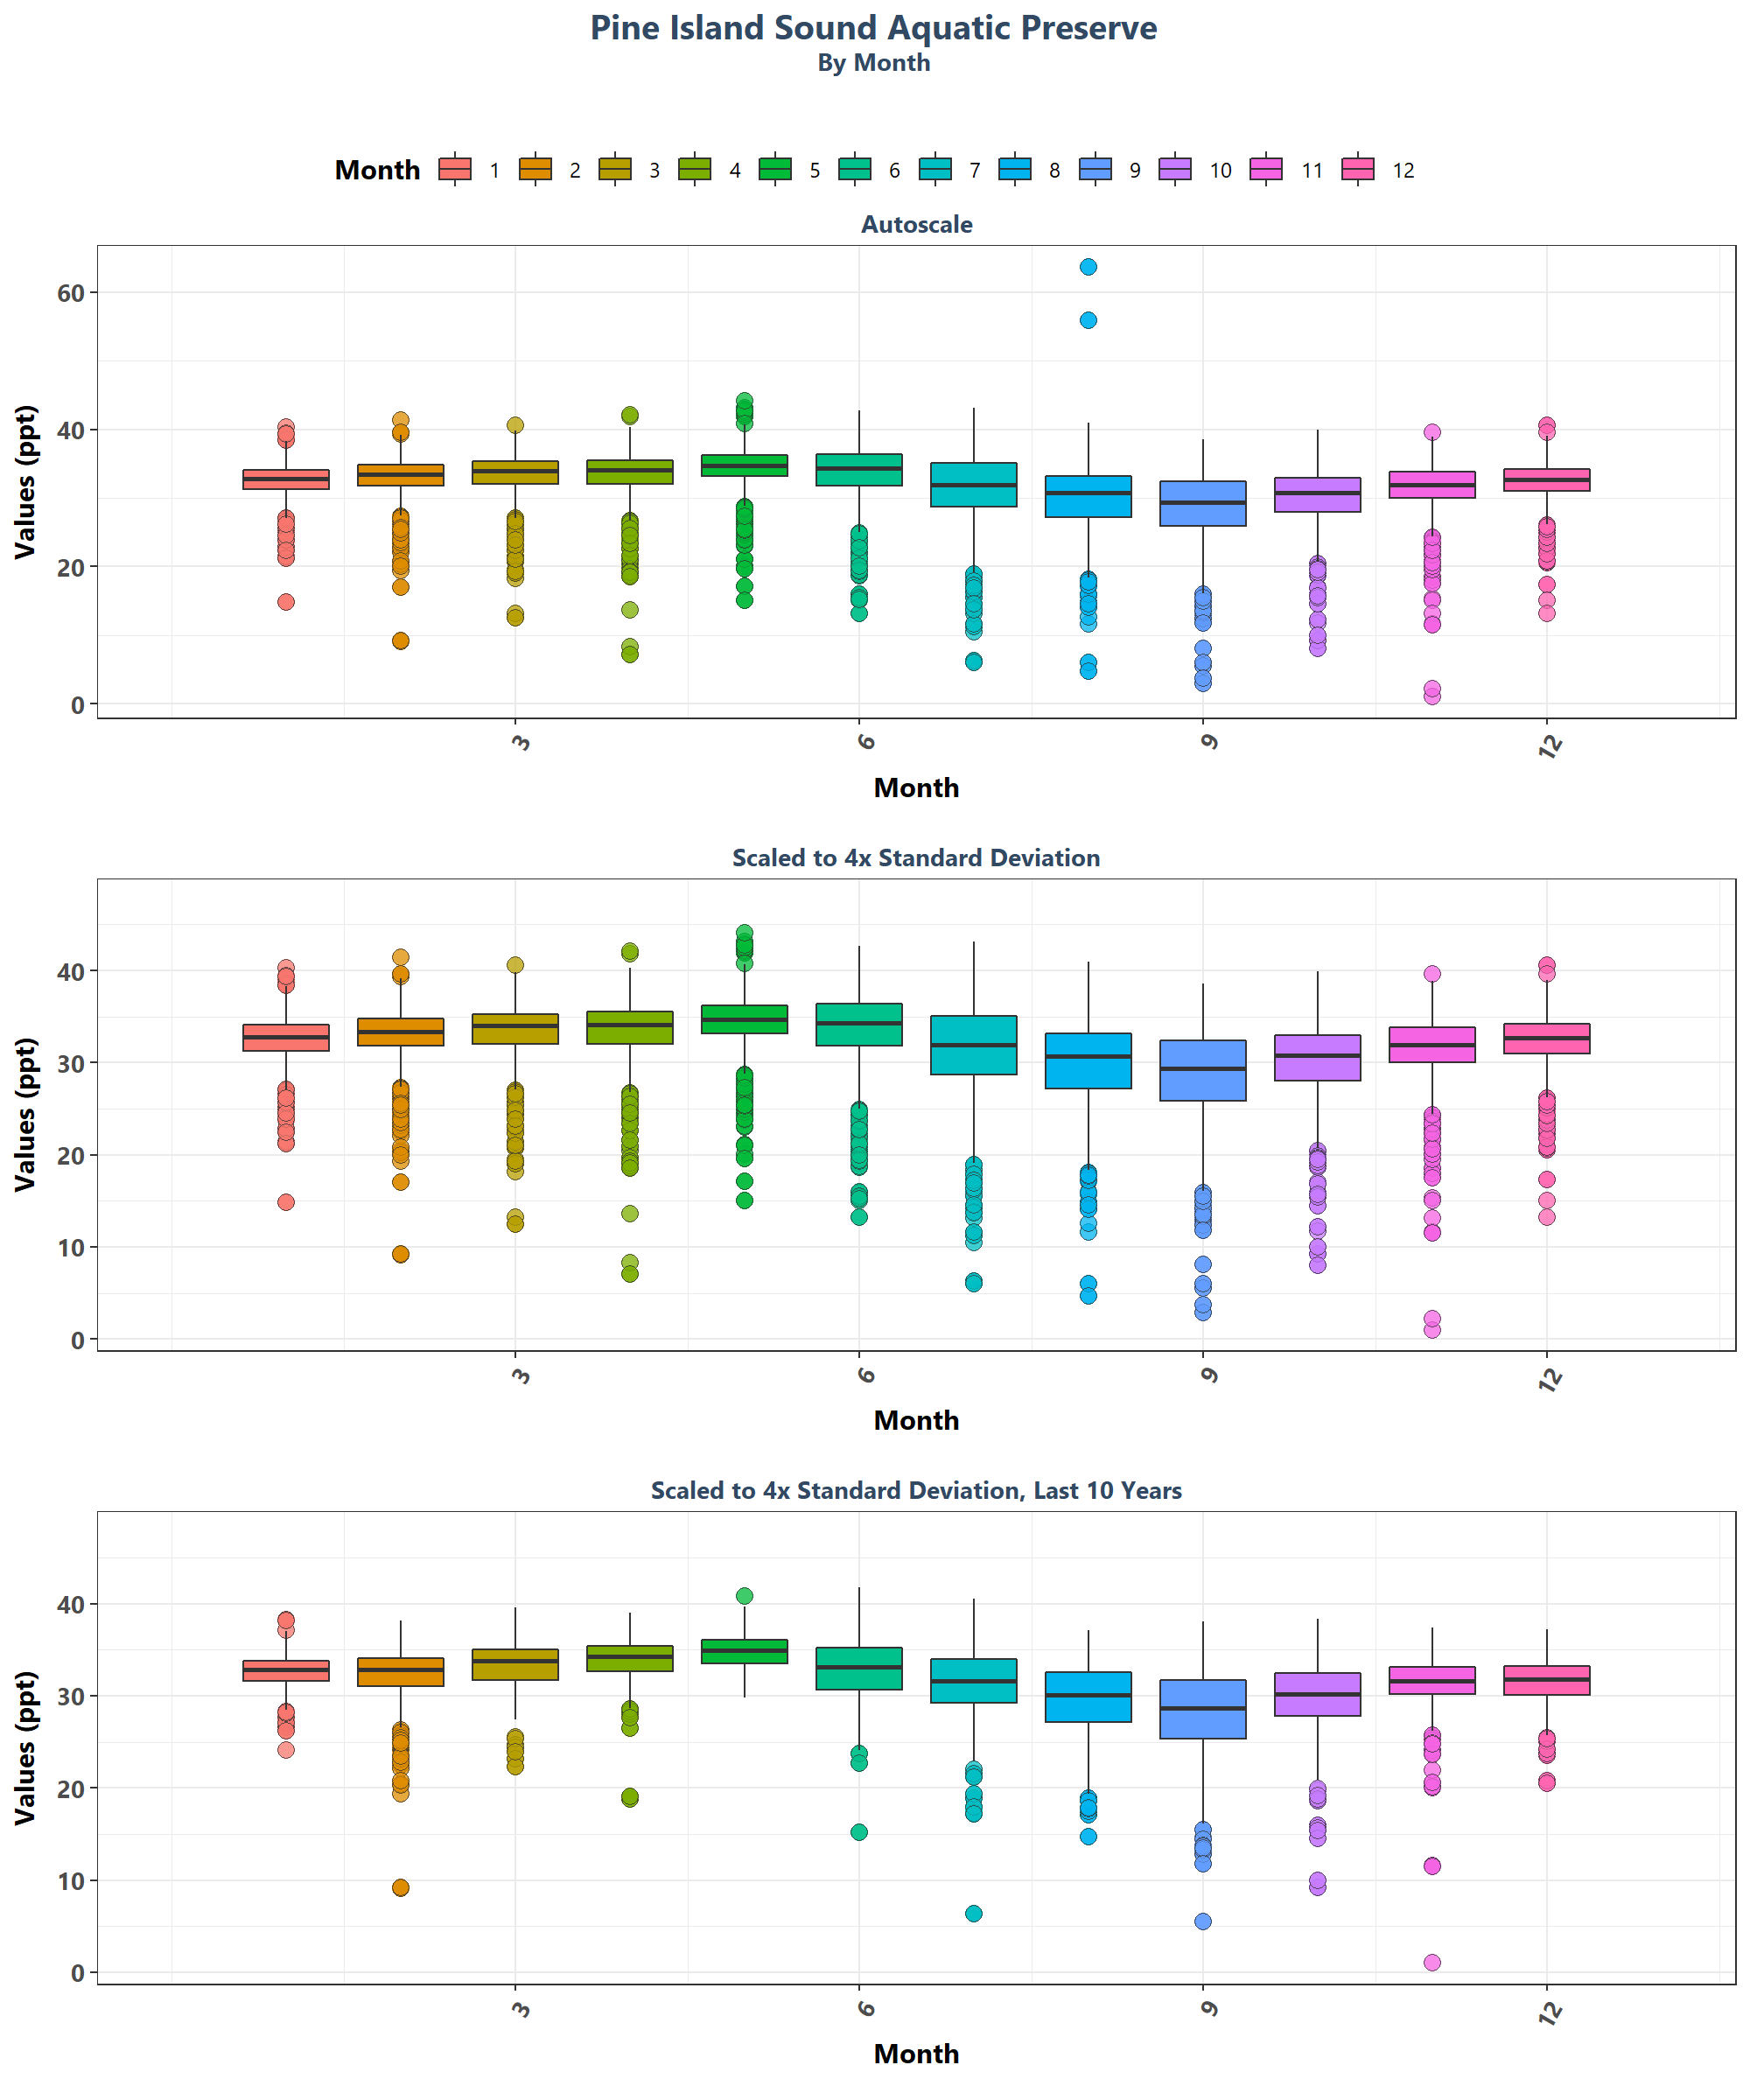 Pine Island Sound Aquatic Preserve
By Month
Month 1 2 3 4 5 6 7 8 9 10 11 12
Autoscale
Values (ppt)
60
40
20
0
3 6 9 12
Month
Scaled to 4x Standard Deviation
Values (ppt)
40
30
20
10
0
3 6 9 12
Month
Scaled to 4x Standard Deviation, Last 10 Years
Values (ppt)
40
30
20
10
0
3 6 9 12
Month